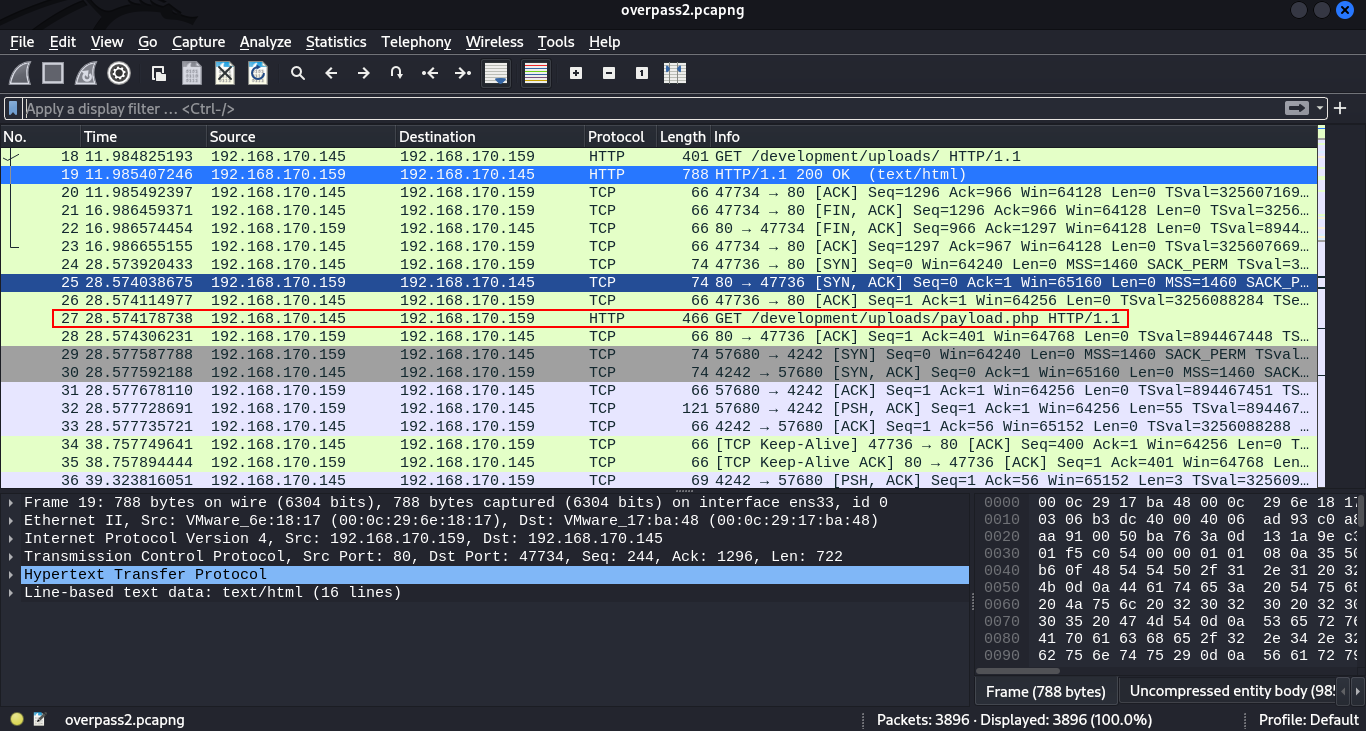 overpass2.pcapng
File Edit View Go Capture Analyze Statistics Telephony Wireless Tools Help
Apply a display filter … <Ctrl-/>
No. Time Source Destination Protocol Length Info
18 11.984825193 192.168.170.145 192.168.170.159 HTTP 401 GET /development/uploads/ HTTP/1.1
19 11.985407246 192.168.170.159 192.168.170.145 HTTP 788 HTTP/1.1 200 OK (text/html)
20 11.985492397 192.168.170.145 192.168.170.159 TCP 66 47734 → 80 [ACK] Seq=1296 Ack=966 Win=64128 Len=0 TSval=325607169…
21 16.986459371 192.168.170.145 192.168.170.159 TCP 66 47734 → 80 [FIN, ACK] Seq=1296 Ack=966 Win=64128 Len=0 TSval=3256…
22 16.986574454 192.168.170.159 192.168.170.145 TCP 66 80 → 47734 [FIN, ACK] Seq=966 Ack=1297 Win=64128 Len=0 TSval=8944…
23 16.986655155 192.168.170.145 192.168.170.159 TCP 66 47734 → 80 [ACK] Seq=1297 Ack=967 Win=64128 Len=0 TSval=325607669…
24 28.573920433 192.168.170.145 192.168.170.159 TCP 74 47736 → 80 [SYN] Seq=0 Win=64240 Len=0 MSS=1460 SACK_PERM TSval=3…
25 28.574038675 192.168.170.159 192.168.170.145 TCP 74 80 → 47736 [SYN, ACK] Seq=0 Ack=1 Win=65160 Len=0 MSS=1460 SACK_P…
26 28.574114977 192.168.170.145 192.168.170.159 TCP 66 47736 → 80 [ACK] Seq=1 Ack=1 Win=64256 Len=0 TSval=3256088284 TSe…
27 28.574178738 192.168.170.145 192.168.170.159 HTTP 466 GET /development/uploads/payload.php HTTP/1.1
28 28.574306231 192.168.170.159 192.168.170.145 TCP 66 80 → 47736 [ACK] Seq=1 Ack=401 Win=64768 Len=0 TSval=894467448 TS…
29 28.577587788 192.168.170.159 192.168.170.145 TCP 74 57680 → 4242 [SYN] Seq=0 Win=64240 Len=0 MSS=1460 SACK_PERM TSval…
30 28.577592188 192.168.170.145 192.168.170.159 TCP 74 4242 → 57680 [SYN, ACK] Seq=0 Ack=1 Win=65160 Len=0 MSS=1460 SACK…
31 28.577678110 192.168.170.159 192.168.170.145 TCP 66 57680 → 4242 [ACK] Seq=1 Ack=1 Win=64256 Len=0 TSval=894467451 TS…
32 28.577728691 192.168.170.159 192.168.170.145 TCP 121 57680 → 4242 [PSH, ACK] Seq=1 Ack=1 Win=64256 Len=55 TSval=894467…
33 28.577735721 192.168.170.145 192.168.170.159 TCP 66 4242 → 57680 [ACK] Seq=1 Ack=56 Win=65152 Len=0 TSval=3256088288 …
34 38.757749641 192.168.170.145 192.168.170.159 TCP 66 [TCP Keep-Alive] 47736 → 80 [ACK] Seq=400 Ack=1 Win=64256 Len=0 T…
35 38.757894444 192.168.170.159 192.168.170.145 TCP 66 [TCP Keep-Alive ACK] 80 → 47736 [ACK] Seq=1 Ack=401 Win=64768 Len…
36 39.323816051 192.168.170.145 192.168.170.159 TCP 69 4242 → 57680 [PSH, ACK] Seq=1 Ack=56 Win=65152 Len=3 TSval=325609…
Frame 19: 788 bytes on wire (6304 bits), 788 bytes captured (6304 bits) on interface ens33, id 0
Ethernet II, Src: VMware_6e:18:17 (00:0c:29:6e:18:17), Dst: VMware_17:ba:48 (00:0c:29:17:ba:48)
Internet Protocol Version 4, Src: 192.168.170.159, Dst: 192.168.170.145
Transmission Control Protocol, Src Port: 80, Dst Port: 47734, Seq: 244, Ack: 1296, Len: 722
Hypertext Transfer Protocol
Line-based text data: text/html (16 lines)
0000 00 0c 29 17 ba 48 00 0c 29 6e 18 17
0010 03 06 b3 dc 40 00 40 06 ad 93 c0 a8
0020 aa 91 00 50 ba 76 3a 0d 13 1a 9e c3
0030 01 f5 c0 54 00 00 01 01 08 0a 35 50
0040 b6 0f 48 54 54 50 2f 31 2e 31 20 32
0050 4b 0d 0a 44 61 74 65 3a 20 54 75 65
0060 20 4a 75 6c 20 32 30 32 30 20 32 30
0070 30 35 20 47 4d 54 0d 0a 53 65 72 76
0080 41 70 61 63 68 65 2f 32 2e 34 2e 32
0090 62 75 6e 74 75 29 0d 0a 56 61 72 79
Frame (788 bytes) Uncompressed entity body (985
overpass2.pcapng Packets: 3896 · Displayed: 3896 (100.0%) Profile: Default